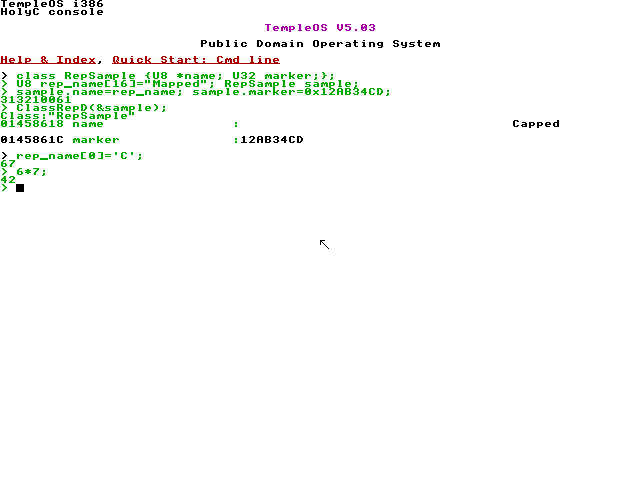 TempleOS i386
HolyC console
TempleOS V5.03
Public Domain Operating System
Help & Index, Quick Start: Cmd line
> class RepSample {U8 *name; U32 marker;};
> U8 rep_name[16]="Mapped"; RepSample sample;
> sample.name=rep_name; sample.marker=0x12AB34CD;
313210061
> ClassRepD(&sample);
Class:"RepSample"
01458618 name : Capped
0145861C marker :12AB34CD
> rep_name[0]='C';
67
> 6*7;
42
>